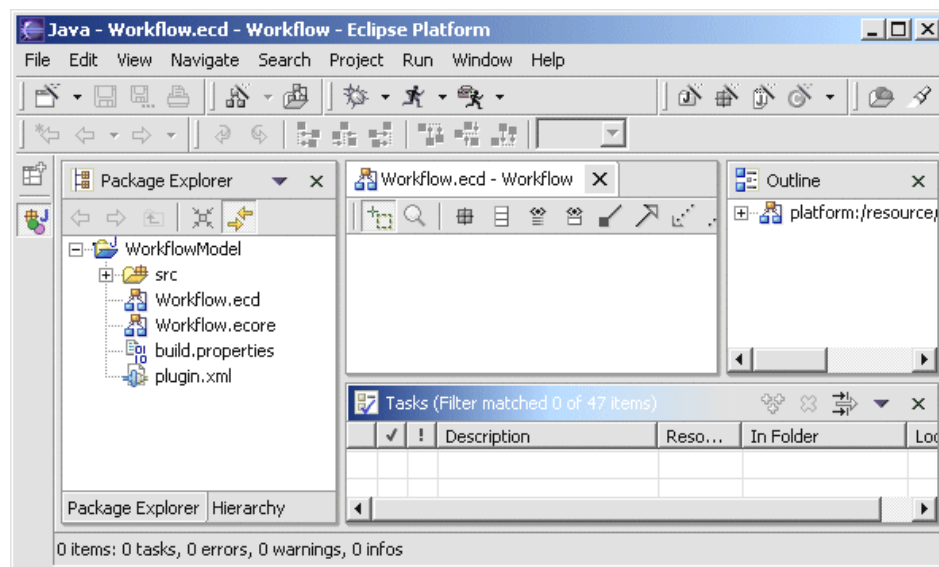 Java - Workflow.ecd - Workflow - Eclipse Platform
File Edit View Navigate Search Project Run Window Help
Package Explorer
Workflow.ecd - Workflow
Outline
platform:/resource/
WorkflowModel
src
Workflow.ecd
Workflow.ecore
build.properties
plugin.xml
Tasks (Filter matched 0 of 47 items)
! Description Reso... In Folder Loc
Package Explorer Hierarchy
0 items: 0 tasks, 0 errors, 0 warnings, 0 infos